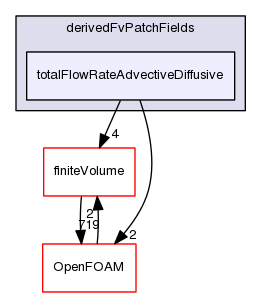 derivedFvPatchFields
totalFlowRateAdvectiveDiffusive
4
finiteVolume
2
719
2
OpenFOAM